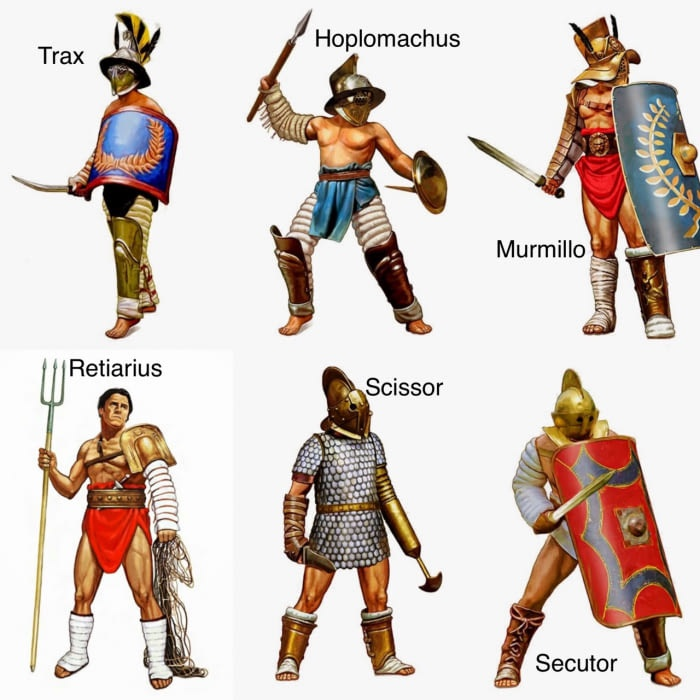 Trax
Hoplomachus
Murmillo
Retiarius
Scissor
Secutor